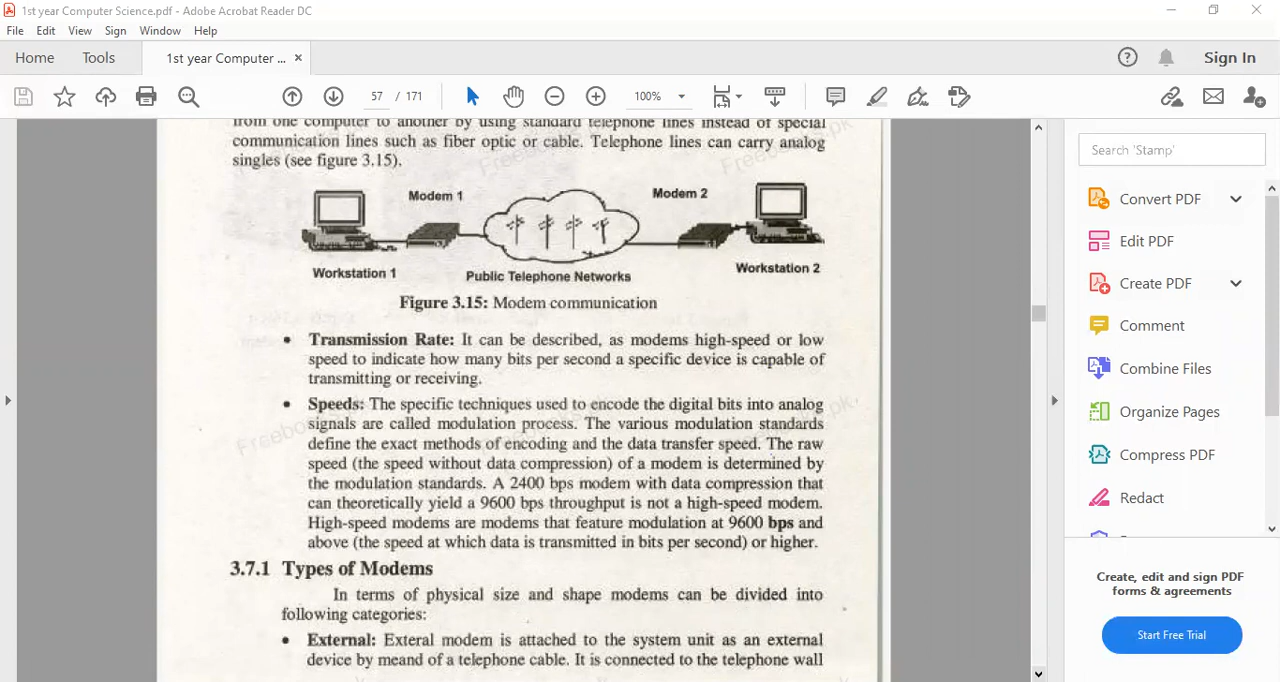 1st year Computer Science.pdf - Adobe Acrobat Reader DC
File Edit View Sign Window Help
Home Tools 1st year Computer ... × Sign In
57 / 171 100%
from one computer to another by using standard telephone lines instead of special
communication lines such as fiber optic or cable. Telephone lines can carry analog
singles (see figure 3.15).
Modem 1 Modem 2
Workstation 1 Public Telephone Networks Workstation 2
Figure 3.15: Modem communication
• Transmission Rate: It can be described, as modems high-speed or low
speed to indicate how many bits per second a specific device is capable of
transmitting or receiving.
• Speeds: The specific techniques used to encode the digital bits into analog
signals are called modulation process. The various modulation standards
define the exact methods of encoding and the data transfer speed. The raw
speed (the speed without data compression) of a modem is determined by
the modulation standards. A 2400 bps modem with data compression that
can theoretically yield a 9600 bps throughput is not a high-speed modem.
High-speed modems are modems that feature modulation at 9600 bps and
above (the speed at which data is transmitted in bits per second) or higher.
3.7.1 Types of Modems
In terms of physical size and shape modems can be divided into
following categories:
• External: Exteral modem is attached to the system unit as an external
device by meand of a telephone cable. It is connected to the telephone wall
Search 'Stamp'
Convert PDF
Edit PDF
Create PDF
Comment
Combine Files
Organize Pages
Compress PDF
Redact
Create, edit and sign PDF
forms & agreements
Start Free Trial